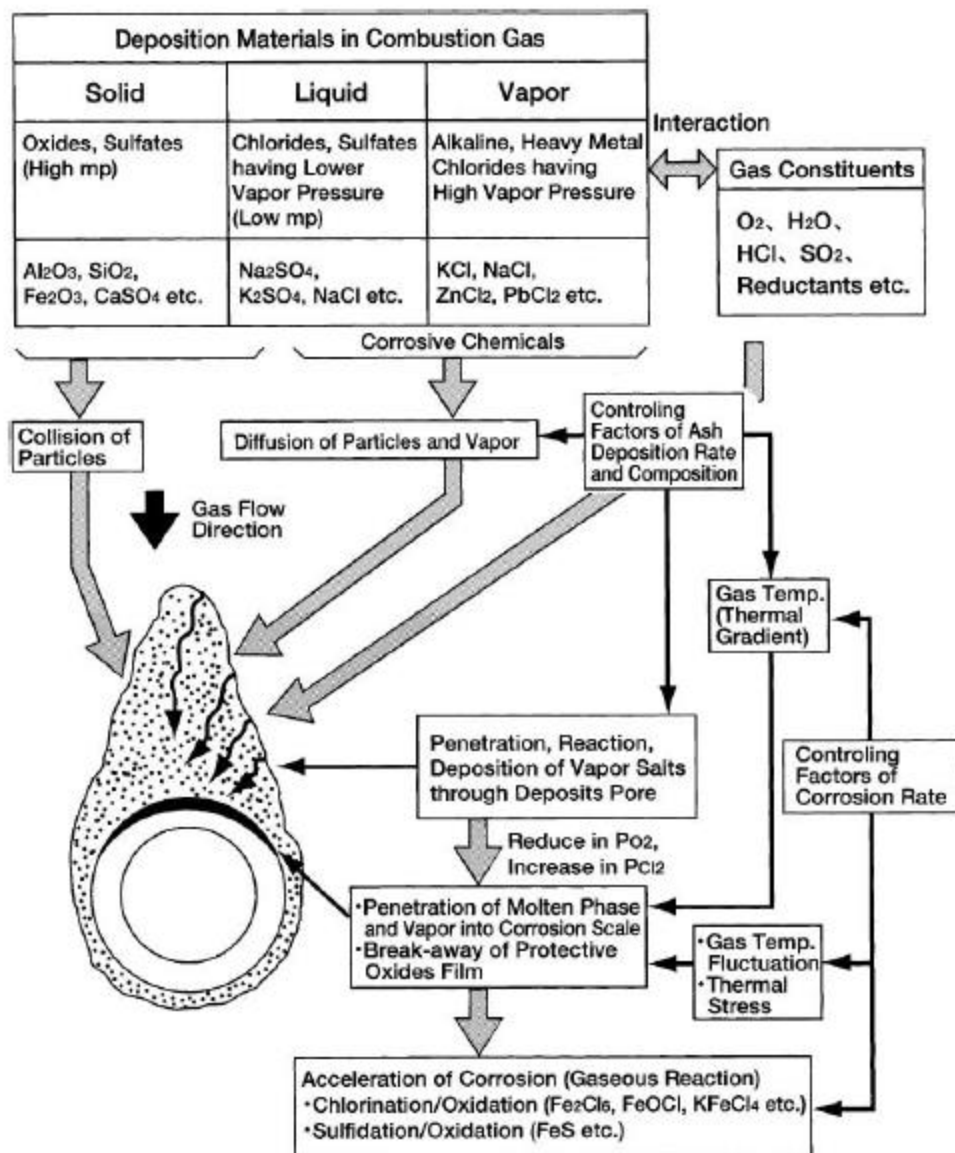 Deposition Materials in Combustion Gas
Solid
Liquid
Vapor
Oxides, Sulfates
(High mp)
Chlorides, Sulfates
having Lower
Vapor Pressure
(Low mp)
Alkaline, Heavy Metal
Chlorides having
High Vapor Pressure
Al2O3, SiO2,
Fe2O3, CaSO4 etc.
Na2SO4,
K2SO4, NaCl etc.
KCl, NaCl,
ZnCl2, PbCl2 etc.
Interaction
Gas Constituents
O2、H2O、
HCl、SO2、
Reductants etc.
Corrosive Chemicals
Collision of
Particles
Diffusion of Particles and Vapor
Controling
Factors of Ash
Deposition Rate
and Composition
Gas Flow
Direction
Gas Temp.
(Thermal
Gradient)
Penetration, Reaction,
Deposition of Vapor Salts
through Deposits Pore
Controling
Factors of
Corrosion Rate
Reduce in PO2,
Increase in PCl2
・Penetration of Molten Phase
and Vapor into Corrosion Scale
・Break-away of Protective
Oxides Film
・Gas Temp.
Fluctuation
・Thermal
Stress
Acceleration of Corrosion (Gaseous Reaction)
・Chlorination/Oxidation (Fe2Cl6, FeOCl, KFeCl4 etc.)
・Sulfidation/Oxidation (FeS etc.)